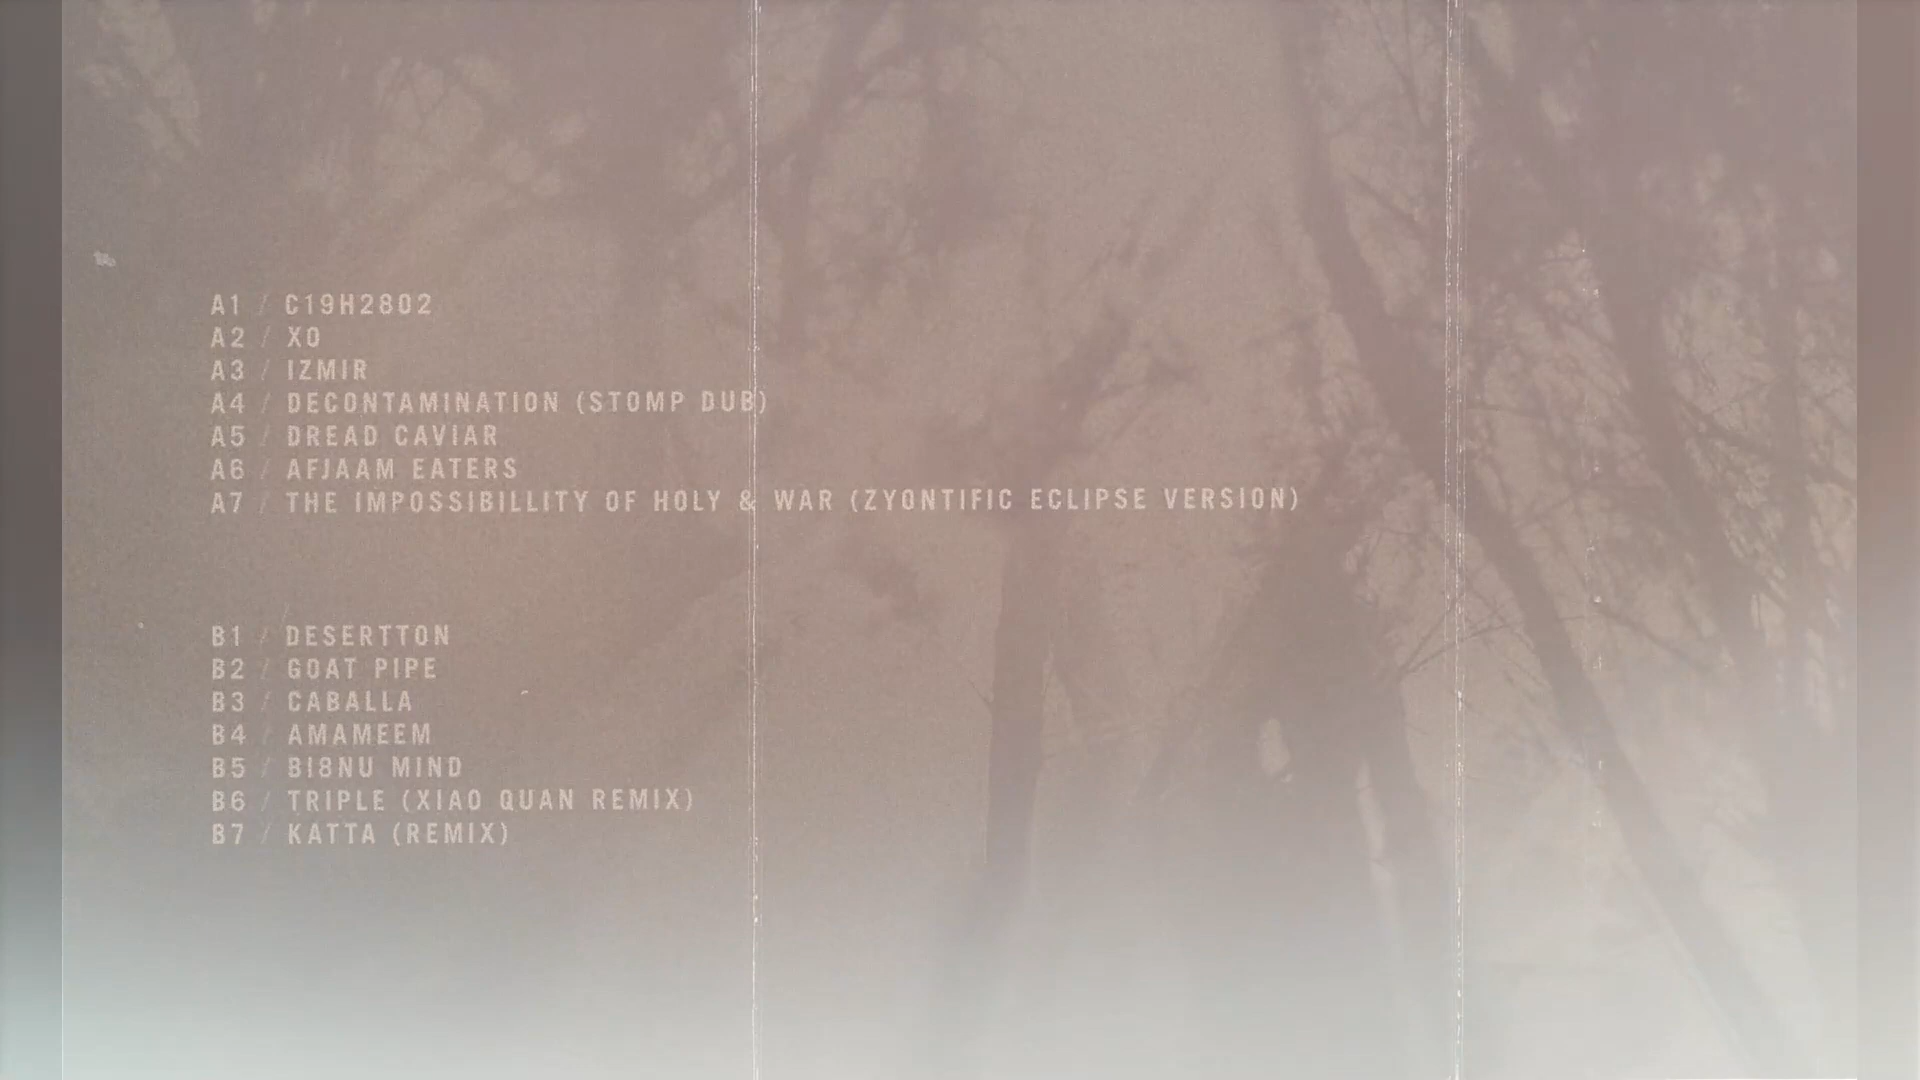 A1 / C19H28O2
A2 / XO
A3 / IZMIR
A4 / DECONTAMINATION (STOMP DUB)
A5 / DREAD CAVIAR
A6 / AFJAAM EATERS
A7 / THE IMPOSSIBILLITY OF HOLY & WAR (ZYONTIFIC ECLIPSE VERSION)
B1 / DESERTTON
B2 / GOAT PIPE
B3 / CABALLA
B4 / AMAMEEM
B5 / BI8NU MIND
B6 / TRIPLE (XIAO QUAN REMIX)
B7 / KATTA (REMIX)